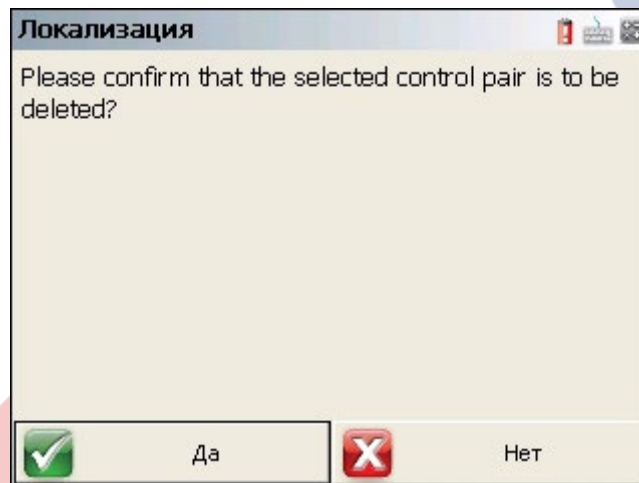 Локализация
Please confirm that the selected control pair is to be
deleted?
Да
Нет